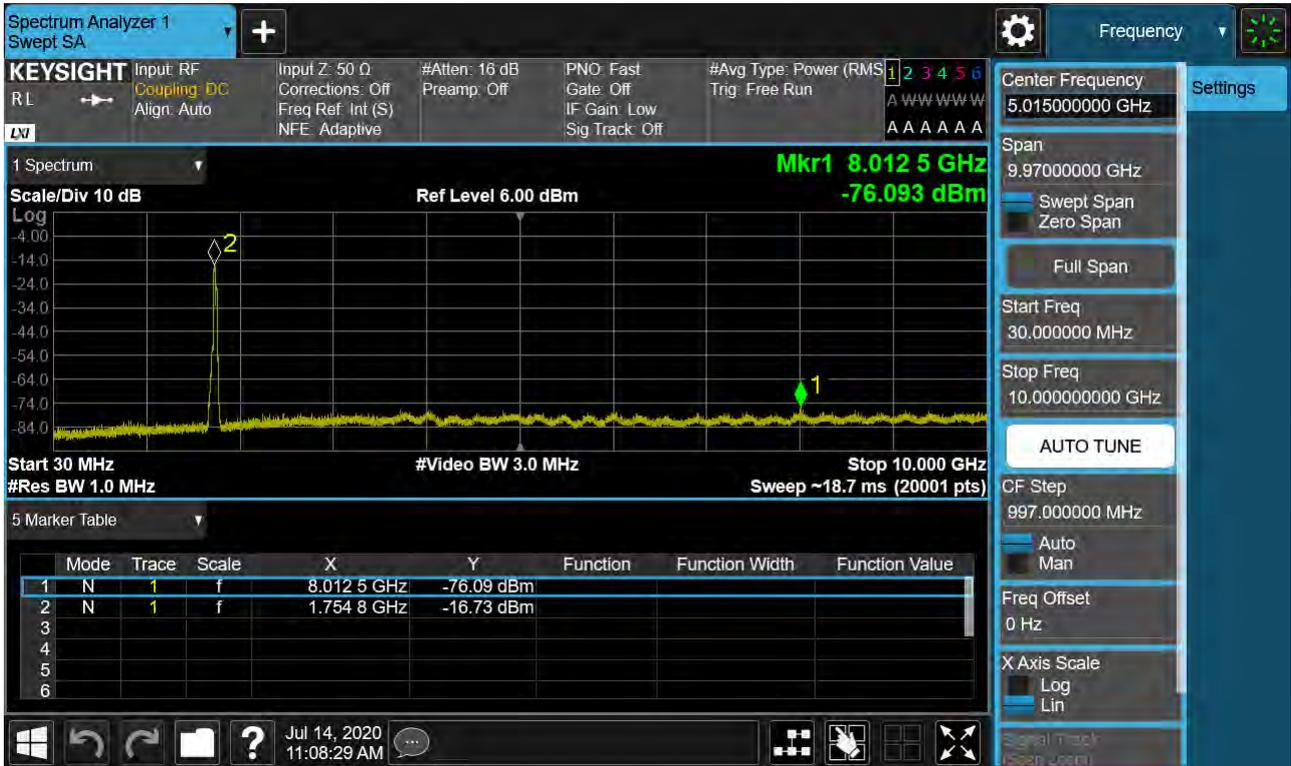 Spectrum Analyzer 1
Swept SA
+
Frequency
KEYSIGHT
RL
LXI
Input: RF
Coupling: DC
Align: Auto
Input Z: 50 Ω
Corrections: Off
Freq Ref: Int (S)
NFE: Adaptive
#Atten: 16 dB
Preamp: Off
PNO: Fast
Gate: Off
IF Gain: Low
Sig Track: Off
#Avg Type: Power (RMS
Trig: Free Run
1 2 3 4 5 6
A W W W W W
A A A A A A
Center Frequency
5.015000000 GHz
Settings
Span
9.97000000 GHz
Swept Span
Zero Span
Full Span
Start Freq
30.000000 MHz
Stop Freq
10.000000000 GHz
AUTO TUNE
CF Step
997.000000 MHz
Auto
Man
Freq Offset
0 Hz
X Axis Scale
Log
Lin
Signal Track
1 Spectrum
Mkr1 8.012 5 GHz
-76.093 dBm
Scale/Div 10 dB
Ref Level 6.00 dBm
Log
-4.00
-14.0
-24.0
-34.0
-44.0
-54.0
-64.0
-74.0
-84.0
2
1
Start 30 MHz
#Video BW 3.0 MHz
Stop 10.000 GHz
#Res BW 1.0 MHz
Sweep ~18.7 ms (20001 pts)
5 Marker Table
Mode Trace Scale X Y Function Function Width Function Value
1 N 1 f 8.012 5 GHz -76.09 dBm
2 N 1 f 1.754 8 GHz -16.73 dBm
3
4
5
6
?
Jul 14, 2020
11:08:29 AM